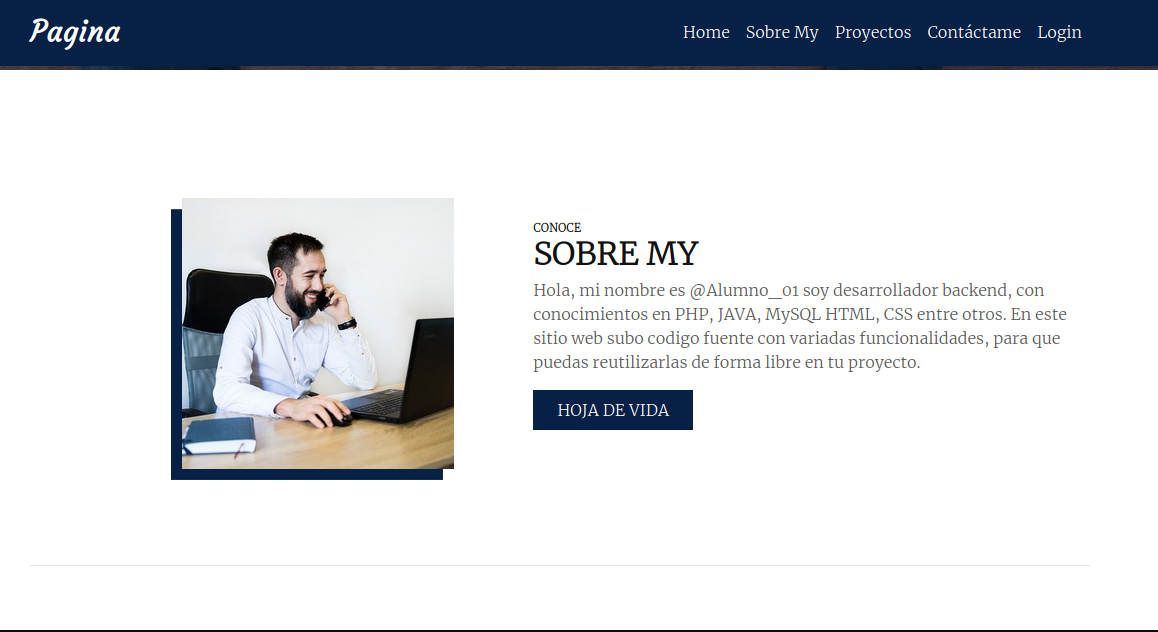 Pagina
Home Sobre My Proyectos Contáctame Login
CONOCE
SOBRE MY
Hola, mi nombre es @Alumno_01 soy desarrollador backend, con
conocimientos en PHP, JAVA, MySQL HTML, CSS entre otros. En este
sitio web subo codigo fuente con variadas funcionalidades, para que
puedas reutilizarlas de forma libre en tu proyecto.
HOJA DE VIDA